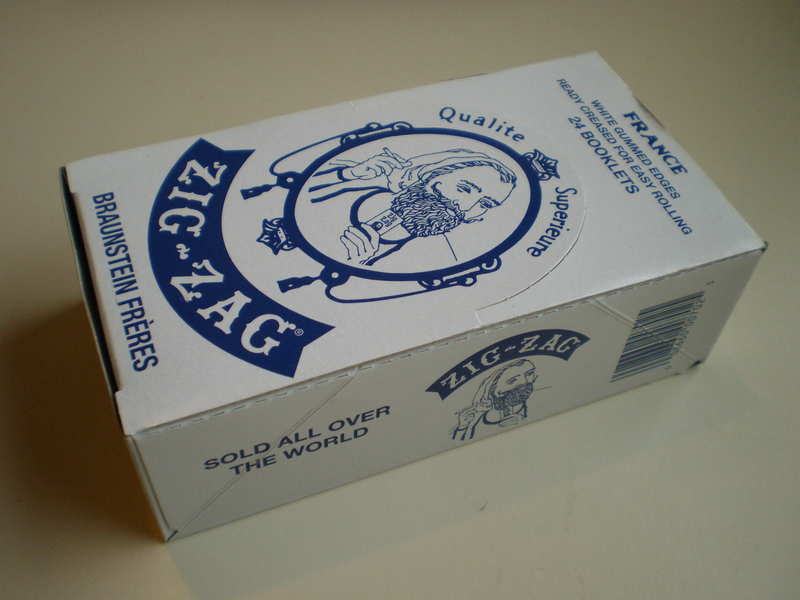 FRANCE
WHITE GUMMED EDGES
READY CREASED FOR EASY ROLLING
24 BOOKLETS
Qualite
Superieure
ZIG-ZAG®
BRAUNSTEIN FRÈRES
ZIG-ZAG
SOLD ALL OVER
THE WORLD